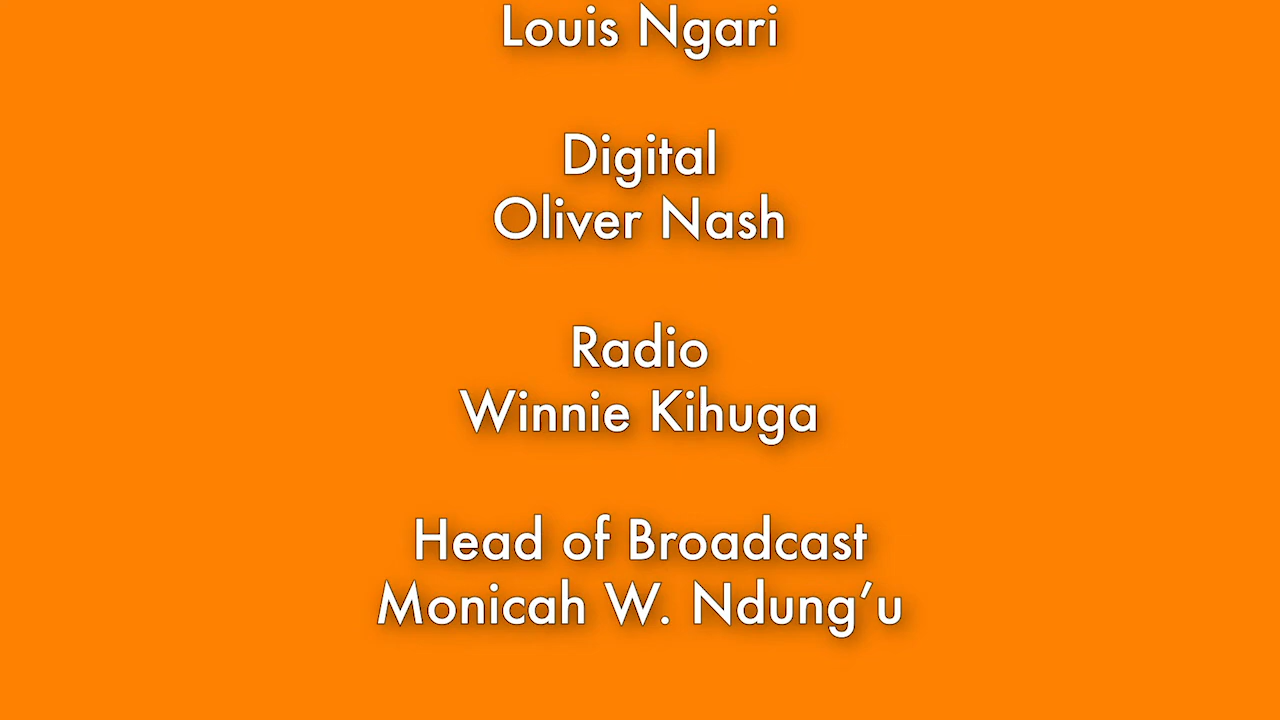 Louis Ngari
Digital
Oliver Nash
Radio
Winnie Kihuga
Head of Broadcast
Monicah W. Ndung’u